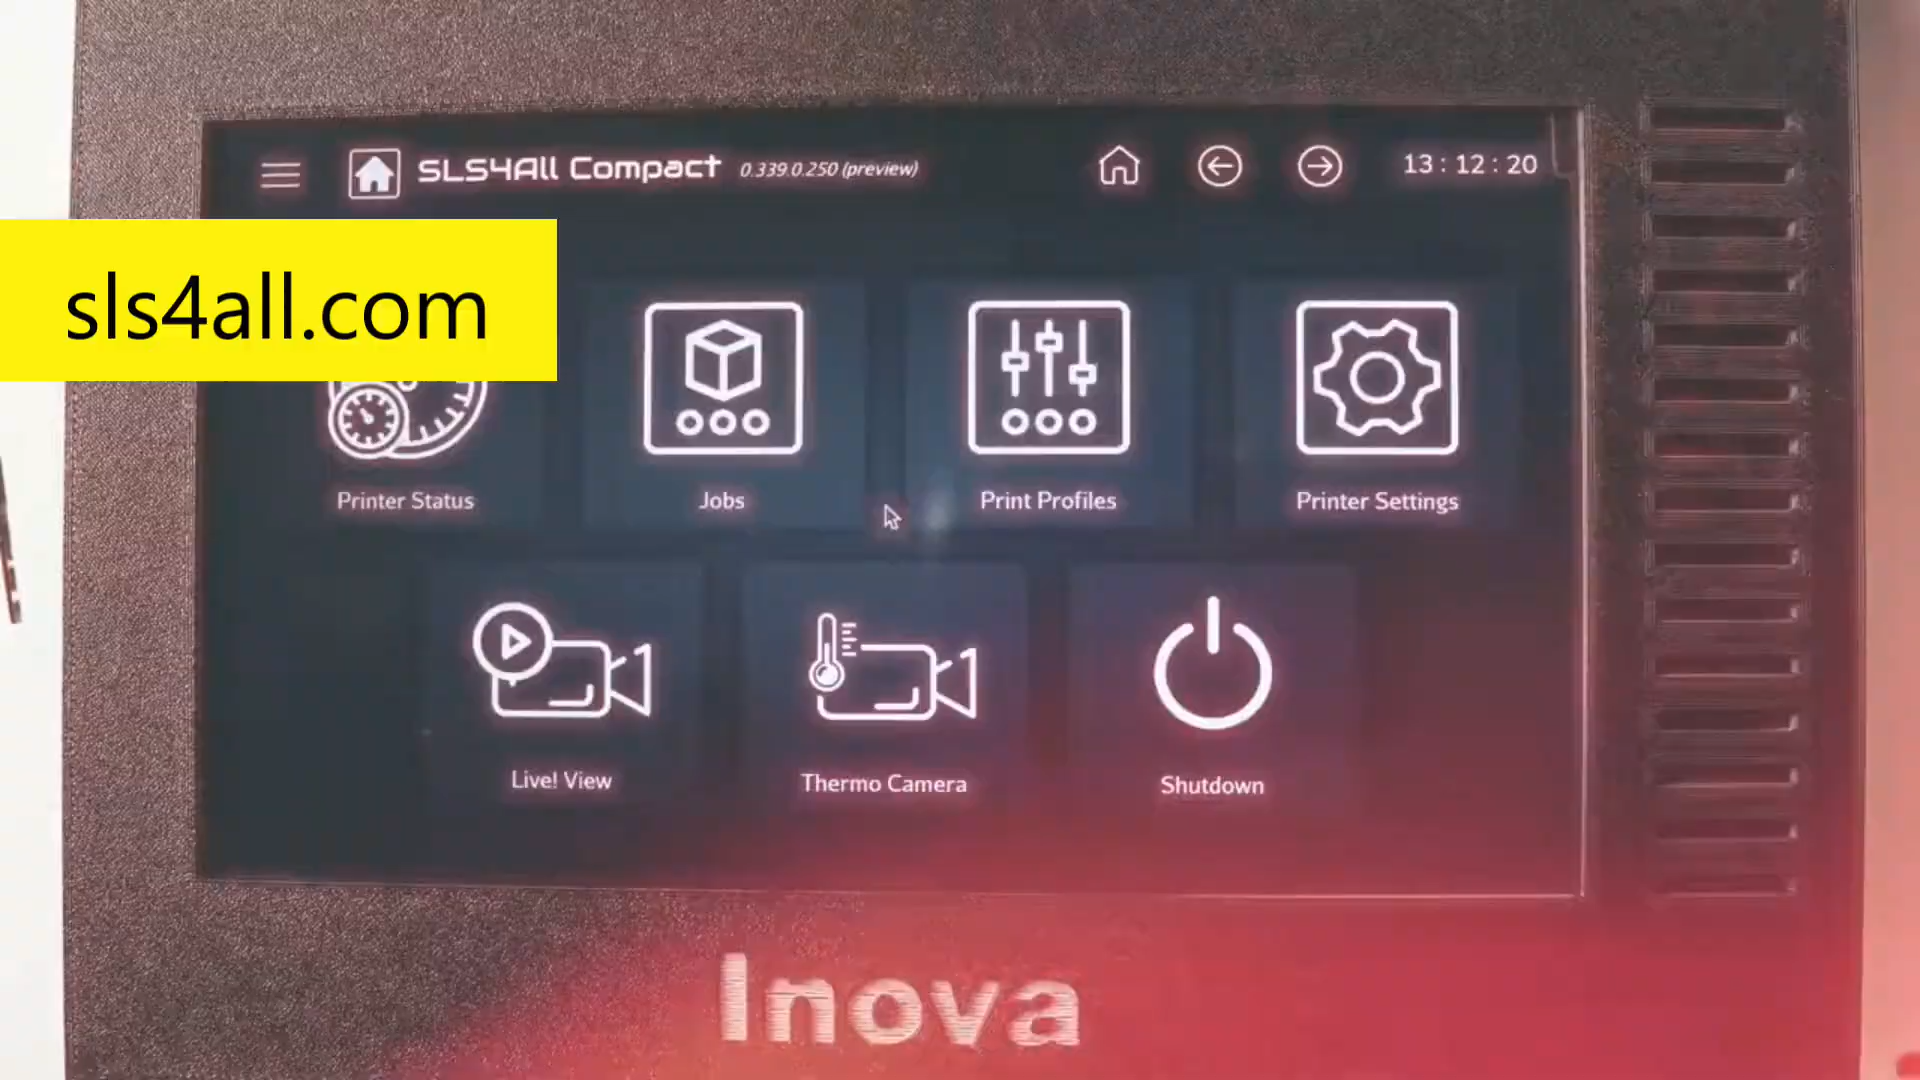 SLS4All Compact 0.339.0.250 (preview) 13 : 12 : 20
sls4all.com
Printer Status Jobs Print Profiles Printer Settings
Live! View Thermo Camera Shutdown
Inova